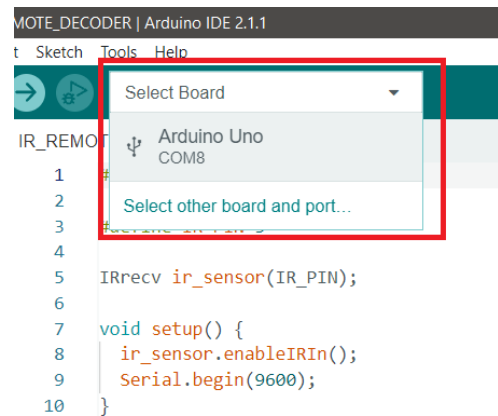 MOTE_DECODER | Arduino IDE 2.1.1
t Sketch Tools Help
Select Board
IR_REMO
Arduino Uno
COM8
Select other board and port...
1 #
2
3
4
5 IRrecv ir_sensor(IR_PIN);
6
7 void setup() {
8 ir_sensor.enableIRIn();
9 Serial.begin(9600);
10 }